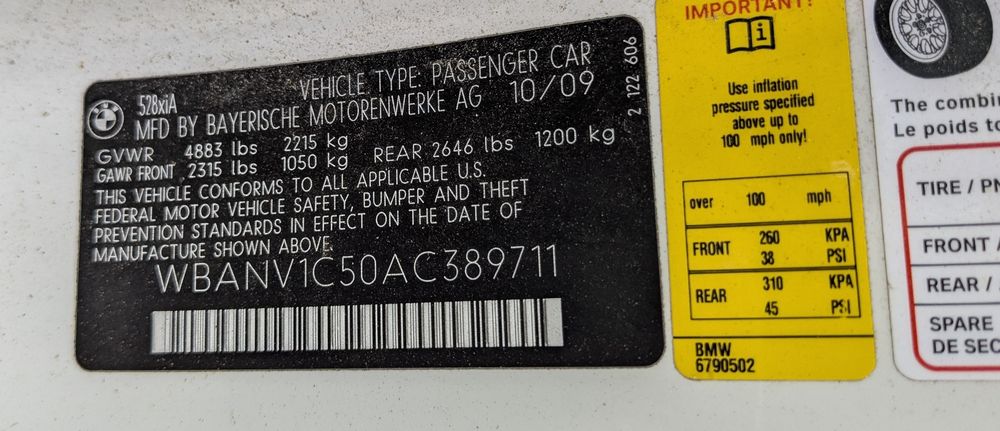 528xiA
VEHICLE TYPE: PASSENGER CAR
MFD BY BAYERISCHE MOTORENWERKE AG 10/09
GVWR 4883 lbs 2215 kg
GAWR FRONT 2315 lbs 1050 kg REAR 2646 lbs 1200 kg
THIS VEHICLE CONFORMS TO ALL APPLICABLE U.S.
FEDERAL MOTOR VEHICLE SAFETY, BUMPER AND THEFT
PREVENTION STANDARDS IN EFFECT ON THE DATE OF
MANUFACTURE SHOWN ABOVE.
WBANV1C50AC389711
2 122 606
IMPORTANT!
Use inflation
pressure specified
above up to
100 mph only!
over 100 mph
FRONT 260 KPA
38 PSI
REAR 310 KPA
45 PSI
BMW
6790502
The combi
Le poids to
TIRE / PN
FRONT /
REAR /
SPARE
DE SEC